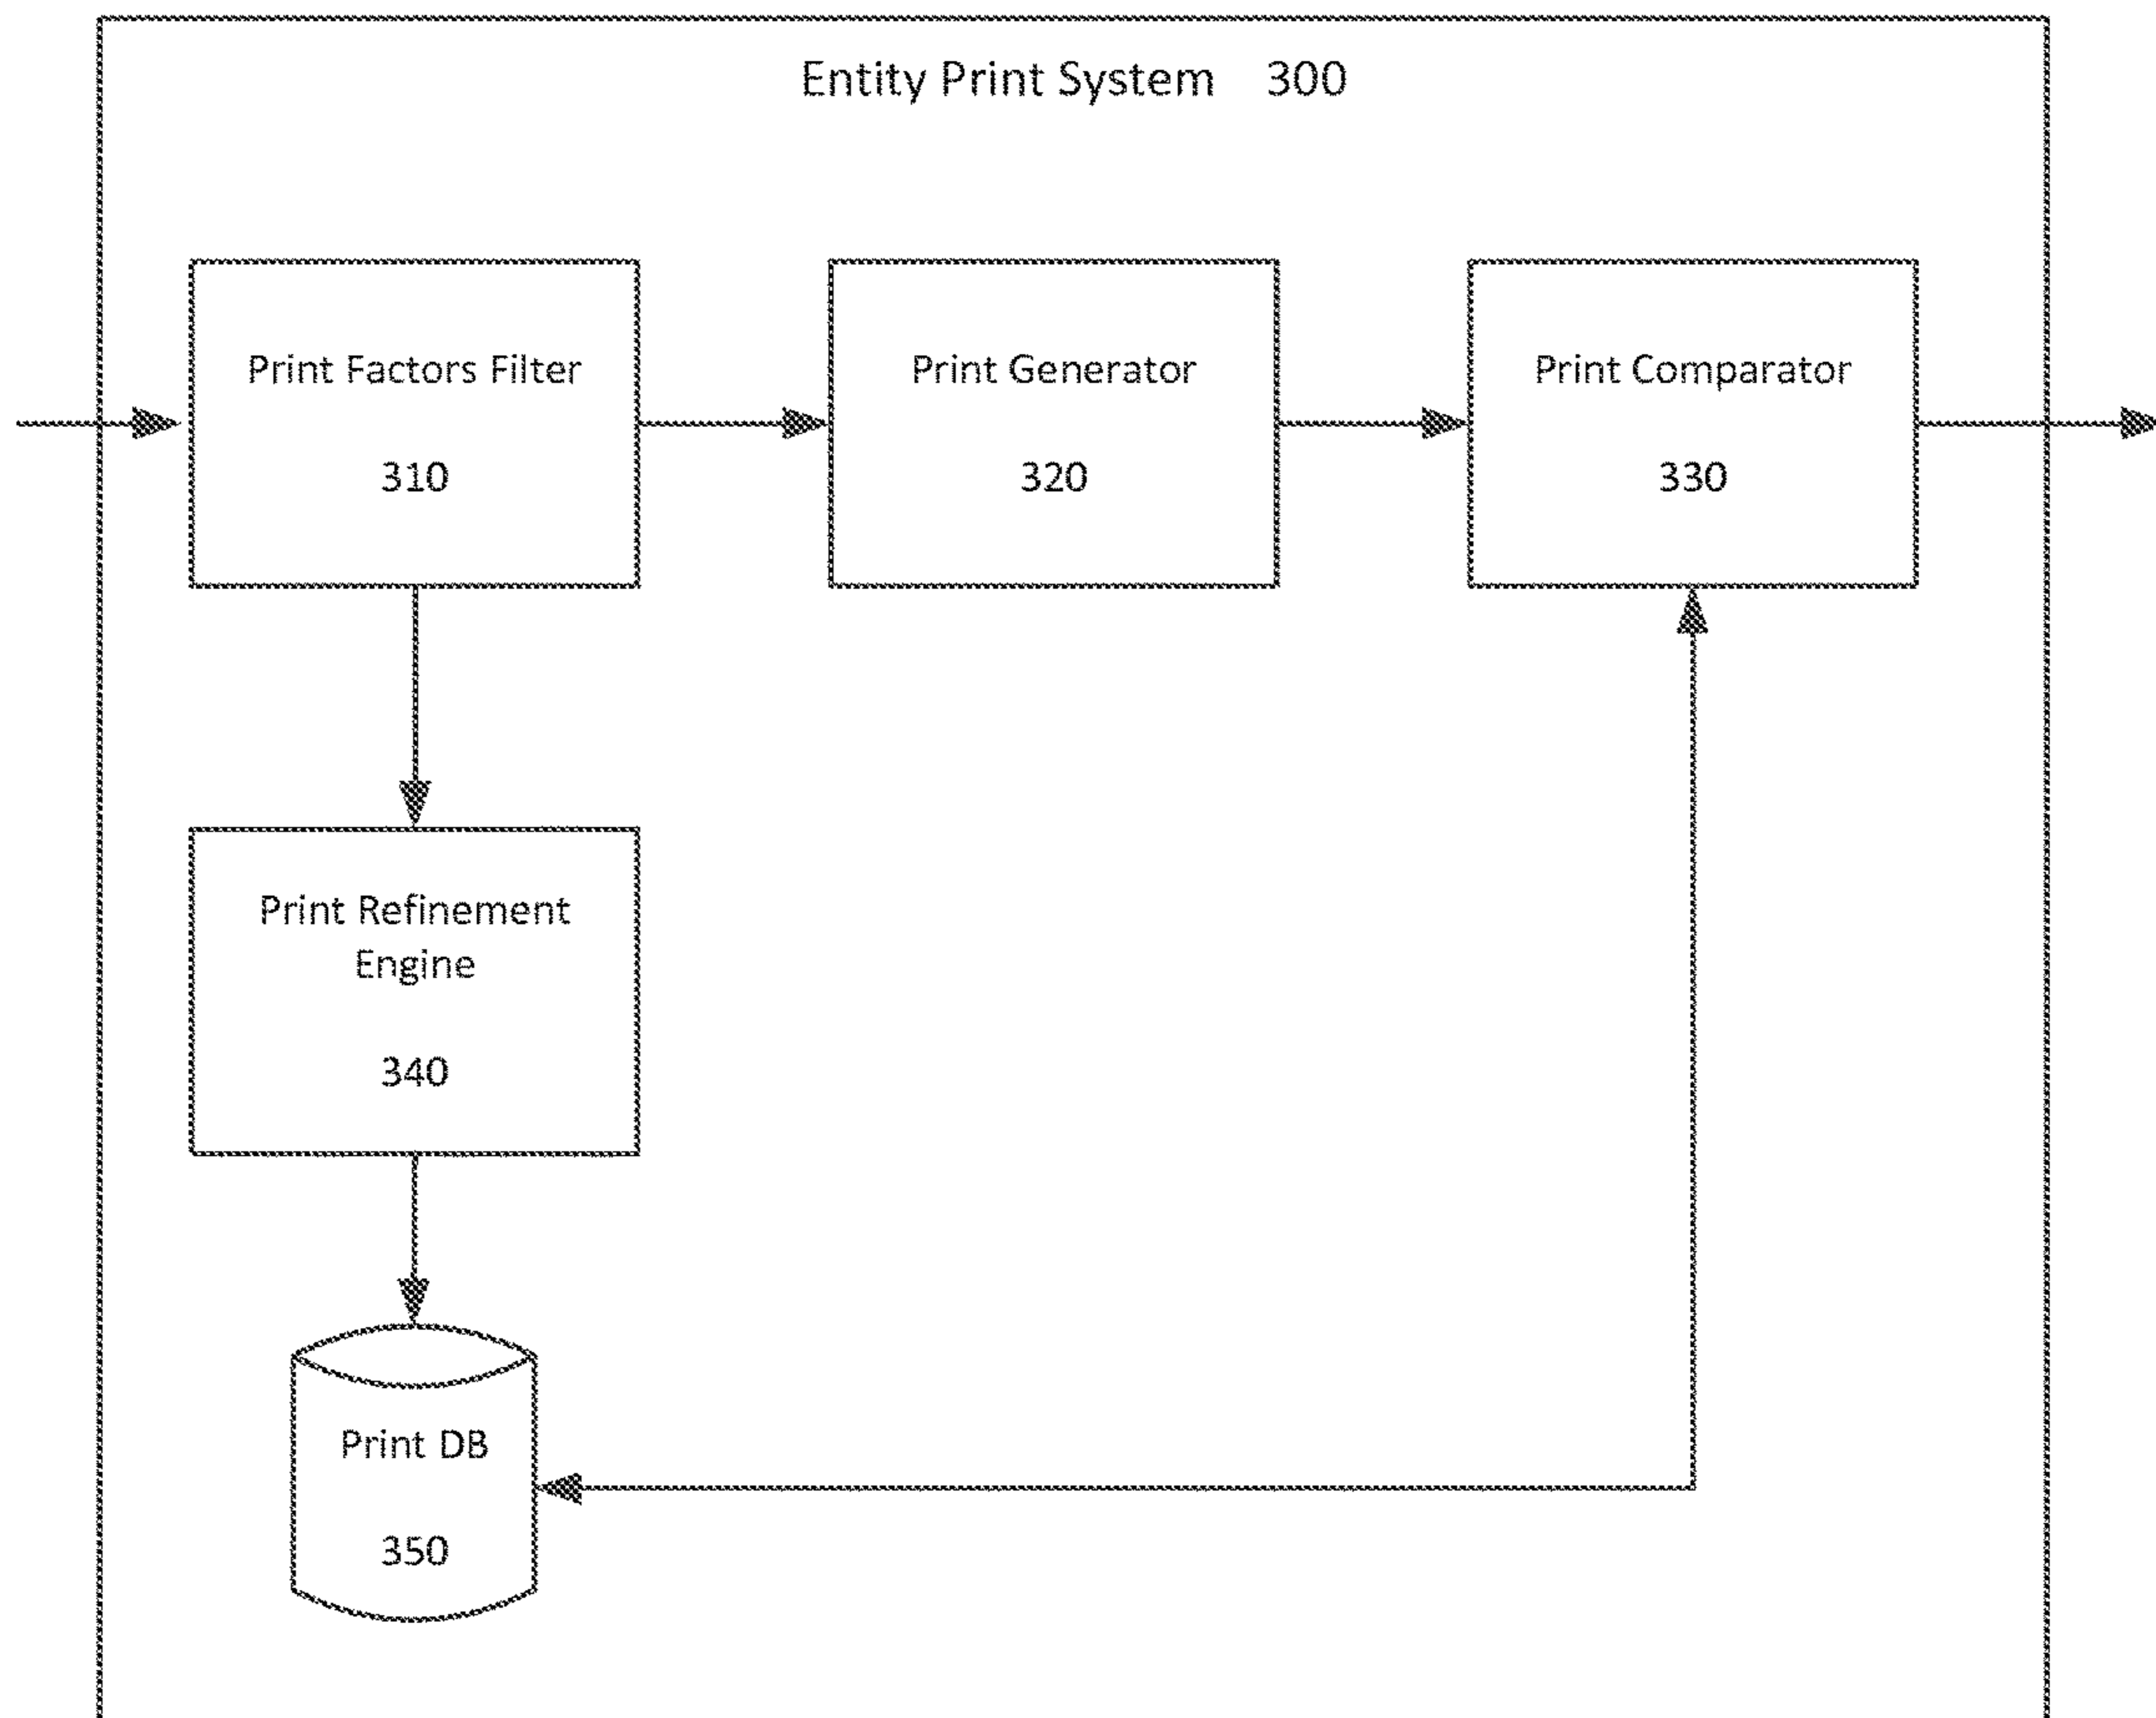 Entity Print System 300
Print Factors Filter
310
Print Generator
320
Print Comparator
330
Print Refinement
Engine
340
Print DB
350